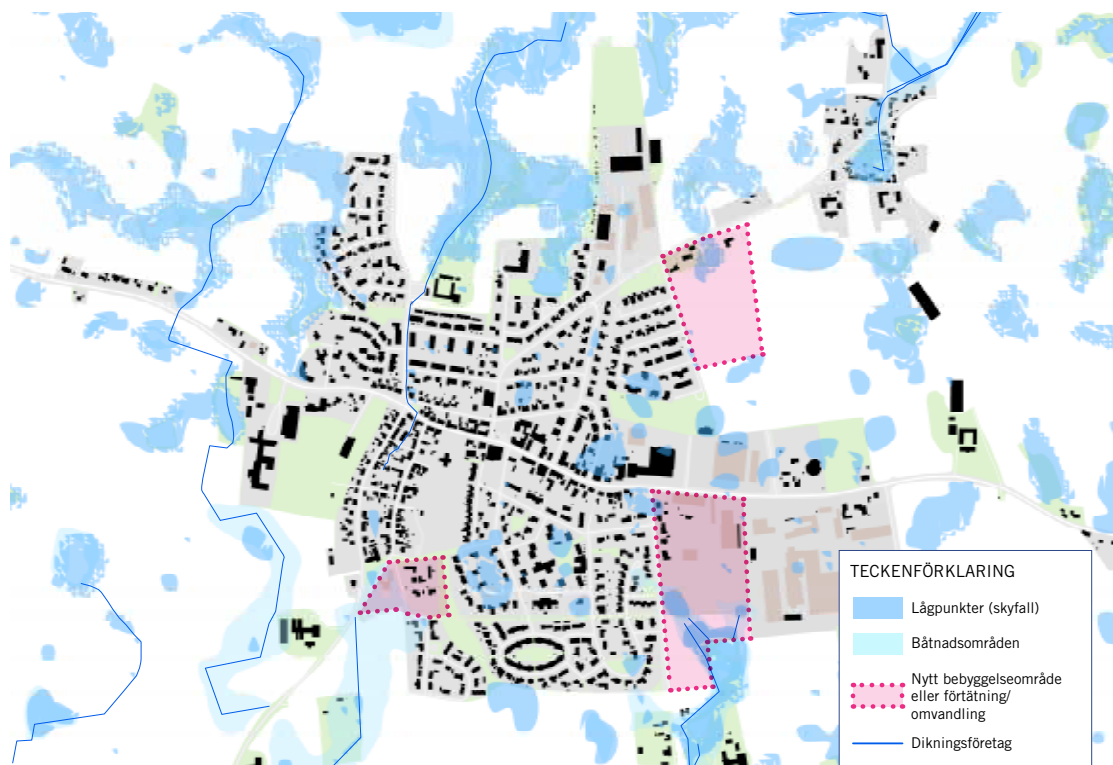 TECKENFÖRKLARING
Lågpunkter (skyfall)
Båtnadsområden
Nytt bebyggelseområde
eller förtätning/
omvandling
Dikningsföretag